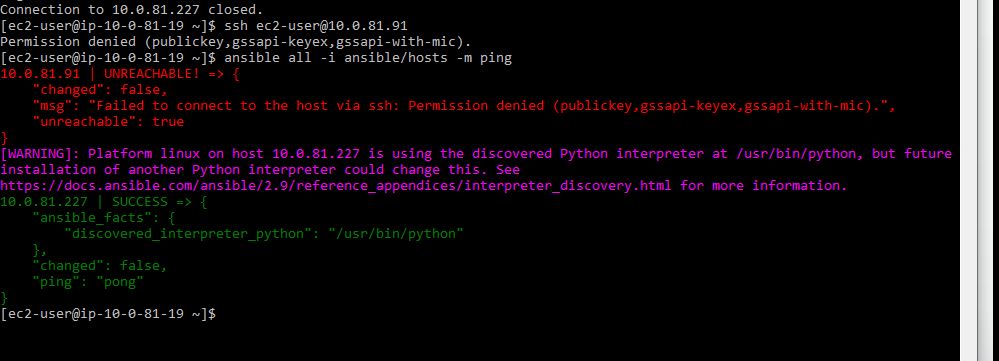 Connection to 10.0.81.227 closed.
[ec2-user@ip-10-0-81-19 ~]$ ssh ec2-user@10.0.81.91
Permission denied (publickey,gssapi-keyex,gssapi-with-mic).
[ec2-user@ip-10-0-81-19 ~]$ ansible all -i ansible/hosts -m ping
10.0.81.91 | UNREACHABLE! => {
    "changed": false,
    "msg": "Failed to connect to the host via ssh: Permission denied (publickey,gssapi-keyex,gssapi-with-mic).",
    "unreachable": true
}
[WARNING]: Platform linux on host 10.0.81.227 is using the discovered Python interpreter at /usr/bin/python, but future
installation of another Python interpreter could change this. See
https://docs.ansible.com/ansible/2.9/reference_appendices/interpreter_discovery.html for more information.
10.0.81.227 | SUCCESS => {
    "ansible_facts": {
        "discovered_interpreter_python": "/usr/bin/python"
    },
    "changed": false,
    "ping": "pong"
}
[ec2-user@ip-10-0-81-19 ~]$